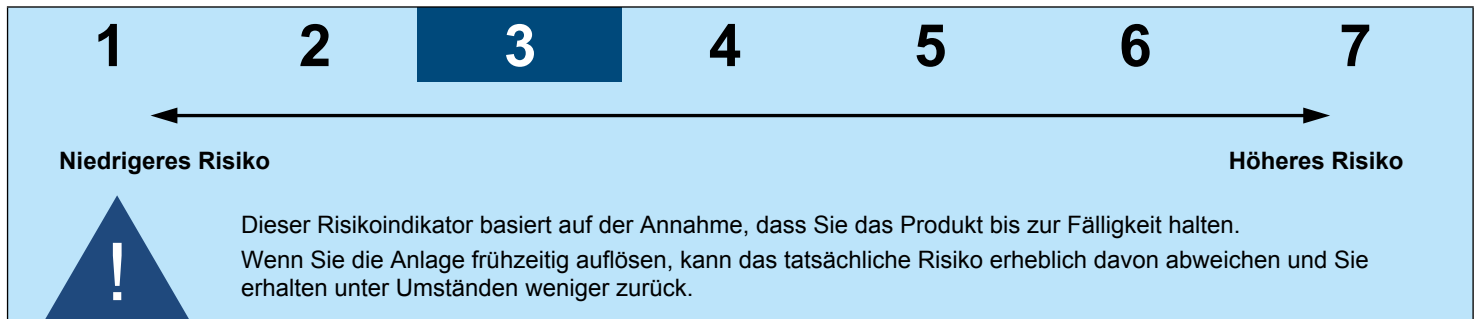 1 2 3 4 5 6 7
Niedrigeres Risiko Höheres Risiko
!
Dieser Risikoindikator basiert auf der Annahme, dass Sie das Produkt bis zur Fälligkeit halten.
Wenn Sie die Anlage frühzeitig auflösen, kann das tatsächliche Risiko erheblich davon abweichen und Sie
erhalten unter Umständen weniger zurück.